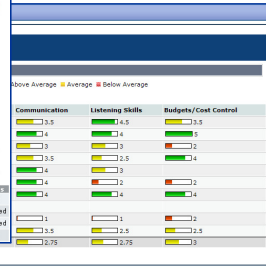 Above Average Average Below Average
Communication Listening Skills Budgets/Cost Control
3.5 4.5 3.5
4 4 5
3 3 2
3.5 2.5 4
4 3
4 2 2
4 4 4
ed 1 1 2
ed 3.5 2.5 2.5
2.75 2.75 3